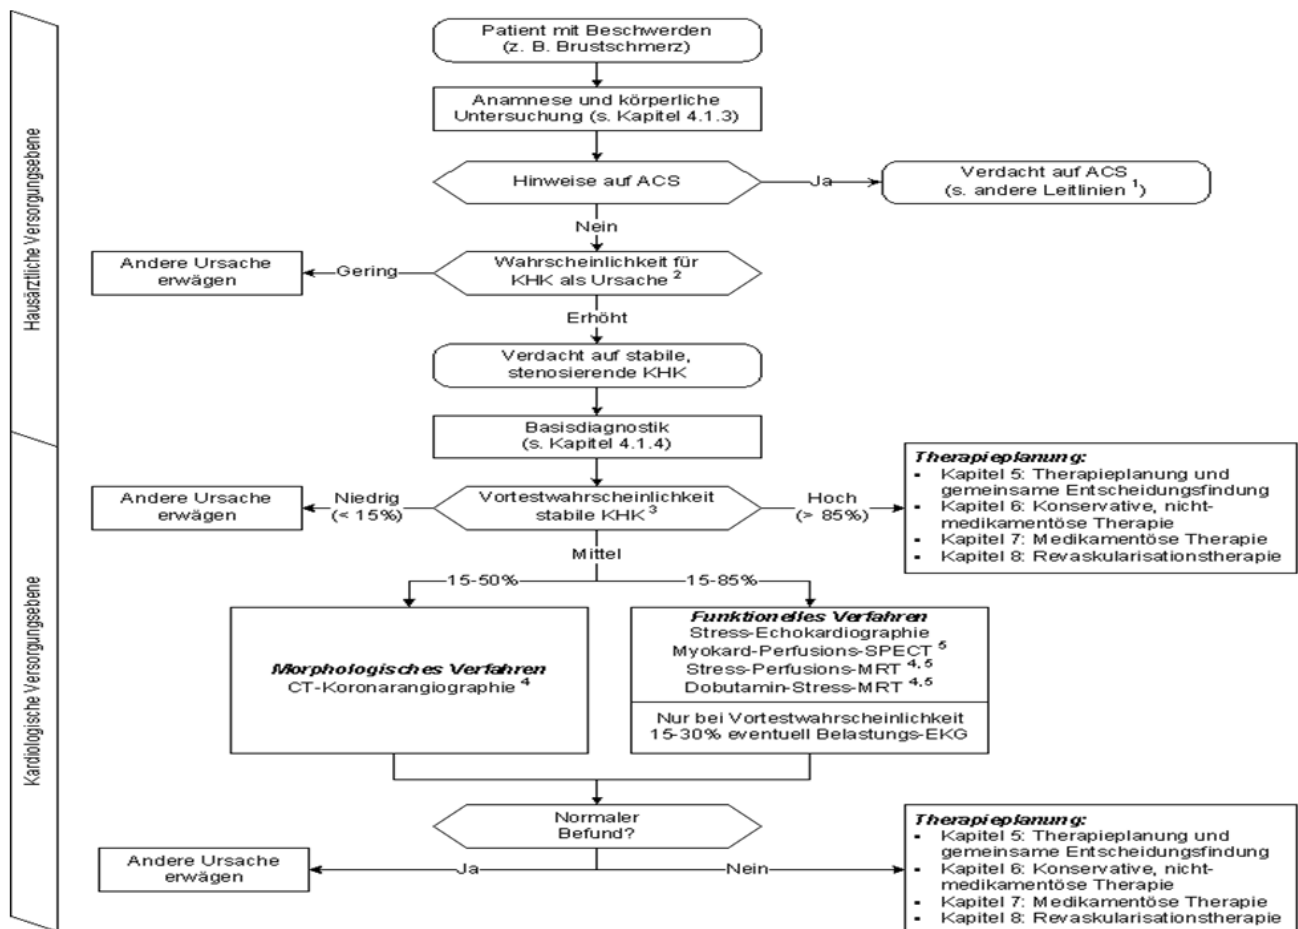 Hausärztliche Versorgungsebene
Patient mit Beschwerden
(z. B. Brustschmerz)
Anamnese und körperliche
Untersuchung (s. Kapitel 4.1.3)
Hinweise auf ACS
Ja
Verdacht auf ACS
(s. andere Leitlinien 1)
Nein
Wahrscheinlichkeit für
KHK als Ursache 2
Gering
Andere Ursache
erwägen
Erhöht
Verdacht auf stabile,
stenosierende KHK
Basisdiagnostik
(s. Kapitel 4.1.4)
Kardiologische Versorgungsebene
Vortestwahrscheinlichkeit
stabile KHK 3
Niedrig
(< 15%)
Andere Ursache
erwägen
Hoch
(> 85%)
Therapieplanung:
▪ Kapitel 5: Therapieplanung und
gemeinsame Entscheidungsfindung
▪ Kapitel 6: Konservative, nicht-
medikamentöse Therapie
▪ Kapitel 7: Medikamentöse Therapie
▪ Kapitel 8: Revaskularisationstherapie
Mittel
15-50%
15-85%
Morphologisches Verfahren
CT-Koronarangiographie 4
Funktionelles Verfahren
Stress-Echokardiographie
Myokard-Perfusions-SPECT 5
Stress-Perfusions-MRT 4,5
Dobutamin-Stress-MRT 4,5
Nur bei Vortestwahrscheinlichkeit
15-30% eventuell Belastungs-EKG
Normaler
Befund?
Ja
Andere Ursache
erwägen
Nein
Therapieplanung:
▪ Kapitel 5: Therapieplanung und
gemeinsame Entscheidungsfindung
▪ Kapitel 6: Konservative, nicht-
medikamentöse Therapie
▪ Kapitel 7: Medikamentöse Therapie
▪ Kapitel 8: Revaskularisationstherapie